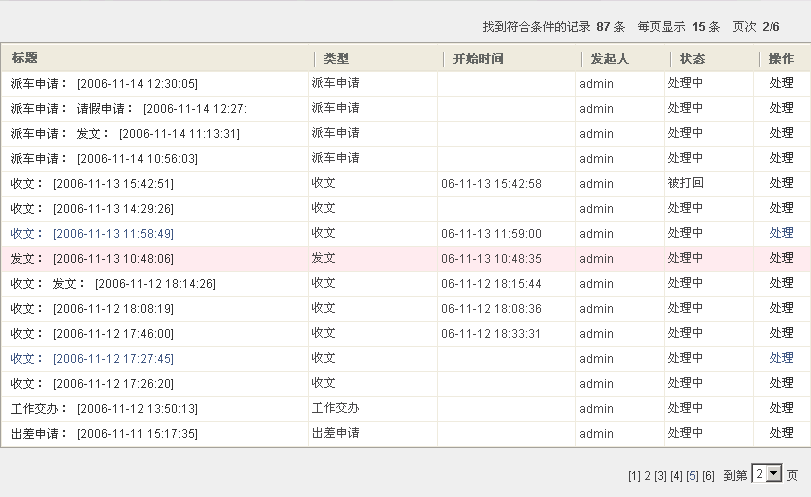 找到符合条件的记录 87 条 每页显示 15 条 页次 2/6
标题 类型 开始时间 发起人 状态 操作
派车申请： [2006-11-14 12:30:05] 派车申请 admin 处理中 处理
派车申请： 请假申请： [2006-11-14 12:27: 派车申请 admin 处理中 处理
派车申请： 发文： [2006-11-14 11:13:31] 派车申请 admin 处理中 处理
派车申请： [2006-11-14 10:56:03] 派车申请 admin 处理中 处理
收文： [2006-11-13 15:42:51] 收文 06-11-13 15:42:58 admin 被打回 处理
收文： [2006-11-13 14:29:26] 收文 admin 处理中 处理
收文： [2006-11-13 11:58:49] 收文 06-11-13 11:59:00 admin 处理中 处理
发文： [2006-11-13 10:48:06] 发文 06-11-13 10:48:35 admin 处理中 处理
收文： 发文： [2006-11-12 18:14:26] 收文 06-11-12 18:15:44 admin 处理中 处理
收文： [2006-11-12 18:08:19] 收文 06-11-12 18:08:36 admin 处理中 处理
收文： [2006-11-12 17:46:00] 收文 06-11-12 18:33:31 admin 处理中 处理
收文： [2006-11-12 17:27:45] 收文 admin 处理中 处理
收文： [2006-11-12 17:26:20] 收文 admin 处理中 处理
工作交办： [2006-11-12 13:50:13] 工作交办 admin 处理中 处理
出差申请： [2006-11-11 15:17:35] 出差申请 admin 处理中 处理
[1] 2 [3] [4] [5] [6] 到第 2 页